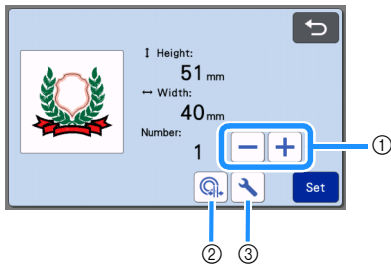 ↕ Height:
51 mm
↔ Width:
40 mm
Number:
1 − +
①
Set
② ③